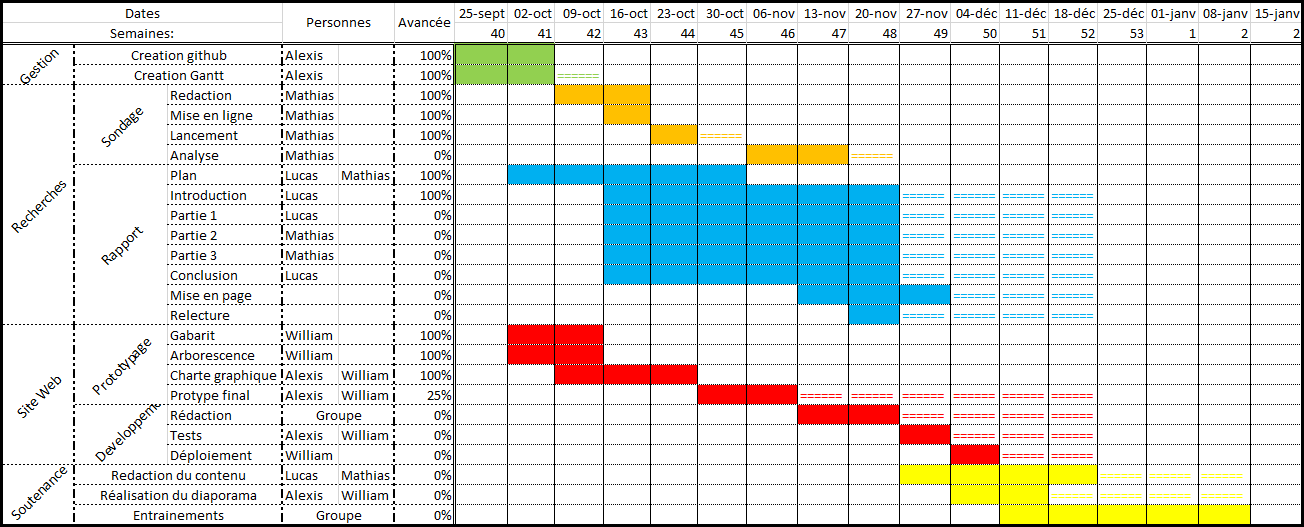 Dates Personnes Avancée 25-sept 02-oct 09-oct 16-oct 23-oct 30-oct 06-nov 13-nov 20-nov 27-nov 04-déc 11-déc 18-déc 25-déc 01-janv 08-janv 15-janv
Semaines: 40 41 42 43 44 45 46 47 48 49 50 51 52 53 1 2 2
Gestion
Creation github Alexis 100%
Creation Gantt Alexis 100% ======
Recherches
Sondage
Redaction Mathias 100%
Mise en ligne Mathias 100%
Lancement Mathias 100% ======
Analyse Mathias 0% ======
Rapport
Plan Lucas Mathias 100%
Introduction Lucas 100% ====== ====== ====== ======
Partie 1 Lucas 0% ====== ====== ====== ======
Partie 2 Mathias 0% ====== ====== ====== ======
Partie 3 Mathias 0% ====== ====== ====== ======
Conclusion Lucas 0% ====== ====== ====== ======
Mise en page 0% ====== ====== ======
Relecture 0% ====== ====== ====== ======
Site Web
Prototypage
Gabarit William 100%
Arborescence William 100%
Charte graphique Alexis William 100%
Protype final Alexis William 25% ====== ====== ====== ====== ====== ======
Developpeme
Rédaction Groupe 0% ====== ====== ====== ======
Tests Alexis William 0% ====== ====== ======
Déploiement William 0% ====== ======
Soutenance
Redaction du contenu Lucas Mathias 0% ====== ====== ======
Réalisation du diaporama Alexis William 0% ====== ====== ====== ======
Entrainements Groupe 0%